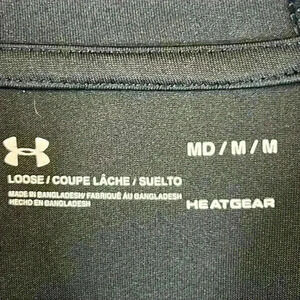 MD / M / M
LOOSE / COUPE LÂCHE / SUELTO
MADE IN BANGLADESH / FABRIQUÉ AU BANGLADESH
HECHO EN BANGLADESH
HEATGEAR